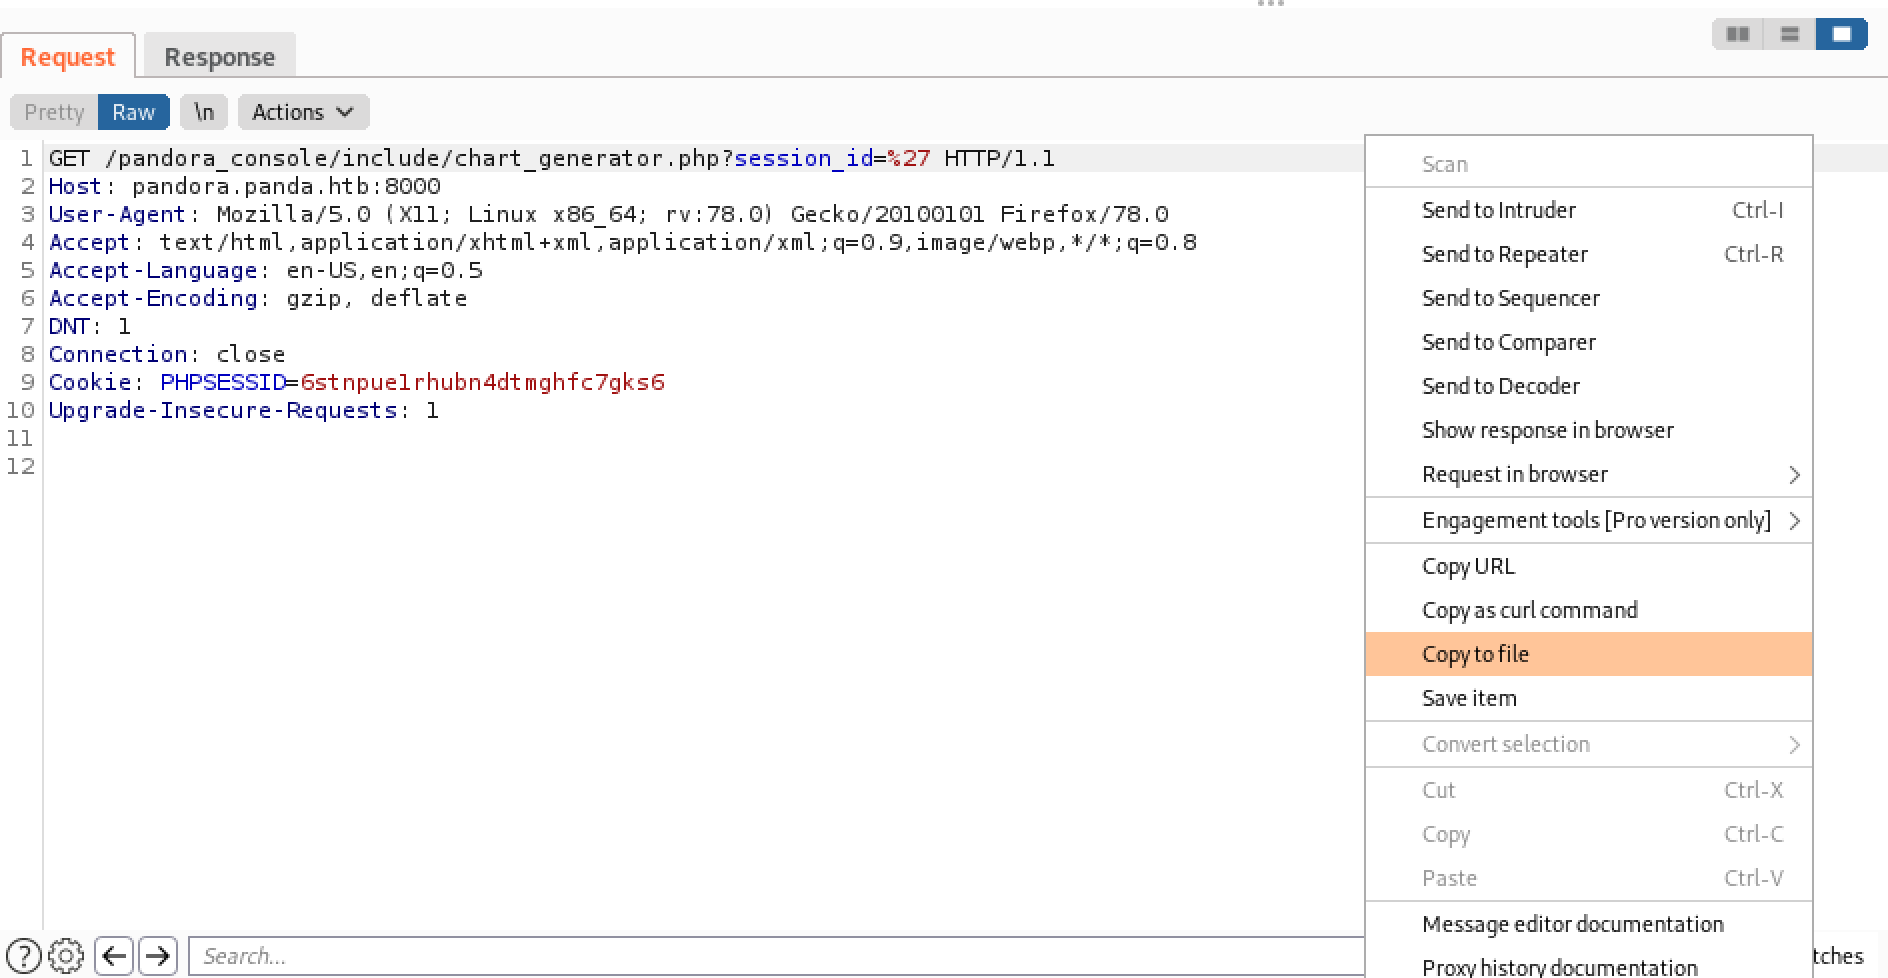 Request Response
Pretty Raw \n Actions
1 GET /pandora_console/include/chart_generator.php?session_id=%27 HTTP/1.1
2 Host: pandora.panda.htb:8000
3 User-Agent: Mozilla/5.0 (X11; Linux x86_64; rv:78.0) Gecko/20100101 Firefox/78.0
4 Accept: text/html,application/xhtml+xml,application/xml;q=0.9,image/webp,*/*;q=0.8
5 Accept-Language: en-US,en;q=0.5
6 Accept-Encoding: gzip, deflate
7 DNT: 1
8 Connection: close
9 Cookie: PHPSESSID=6stnpue1rhubn4dtmghfc7gks6
10 Upgrade-Insecure-Requests: 1
11
12
Scan
Send to Intruder Ctrl-I
Send to Repeater Ctrl-R
Send to Sequencer
Send to Comparer
Send to Decoder
Show response in browser
Request in browser
Engagement tools [Pro version only]
Copy URL
Copy as curl command
Copy to file
Save item
Convert selection
Cut Ctrl-X
Copy Ctrl-C
Paste Ctrl-V
Message editor documentation
Proxy history documentation
? Search... tches